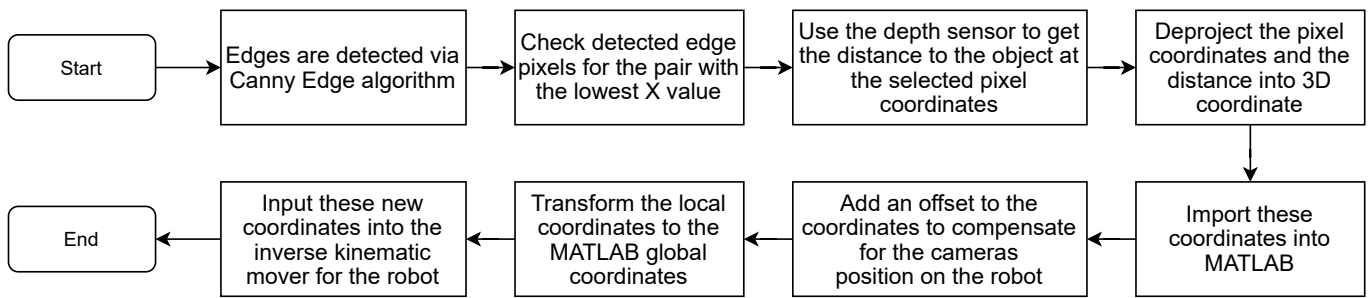 Start
Edges are detected via
Canny Edge algorithm
Check detected edge
pixels for the pair with
the lowest X value
Use the depth sensor to get
the distance to the object at
the selected pixel
coordinates
Deproject the pixel
coordinates and the
distance into 3D
coordinate
Import these
coordinates into
MATLAB
Add an offset to the
coordinates to compensate
for the cameras
position on the robot
Transform the local
coordinates to the
MATLAB global
coordinates
Input these new
coordinates into the
inverse kinematic
mover for the robot
End